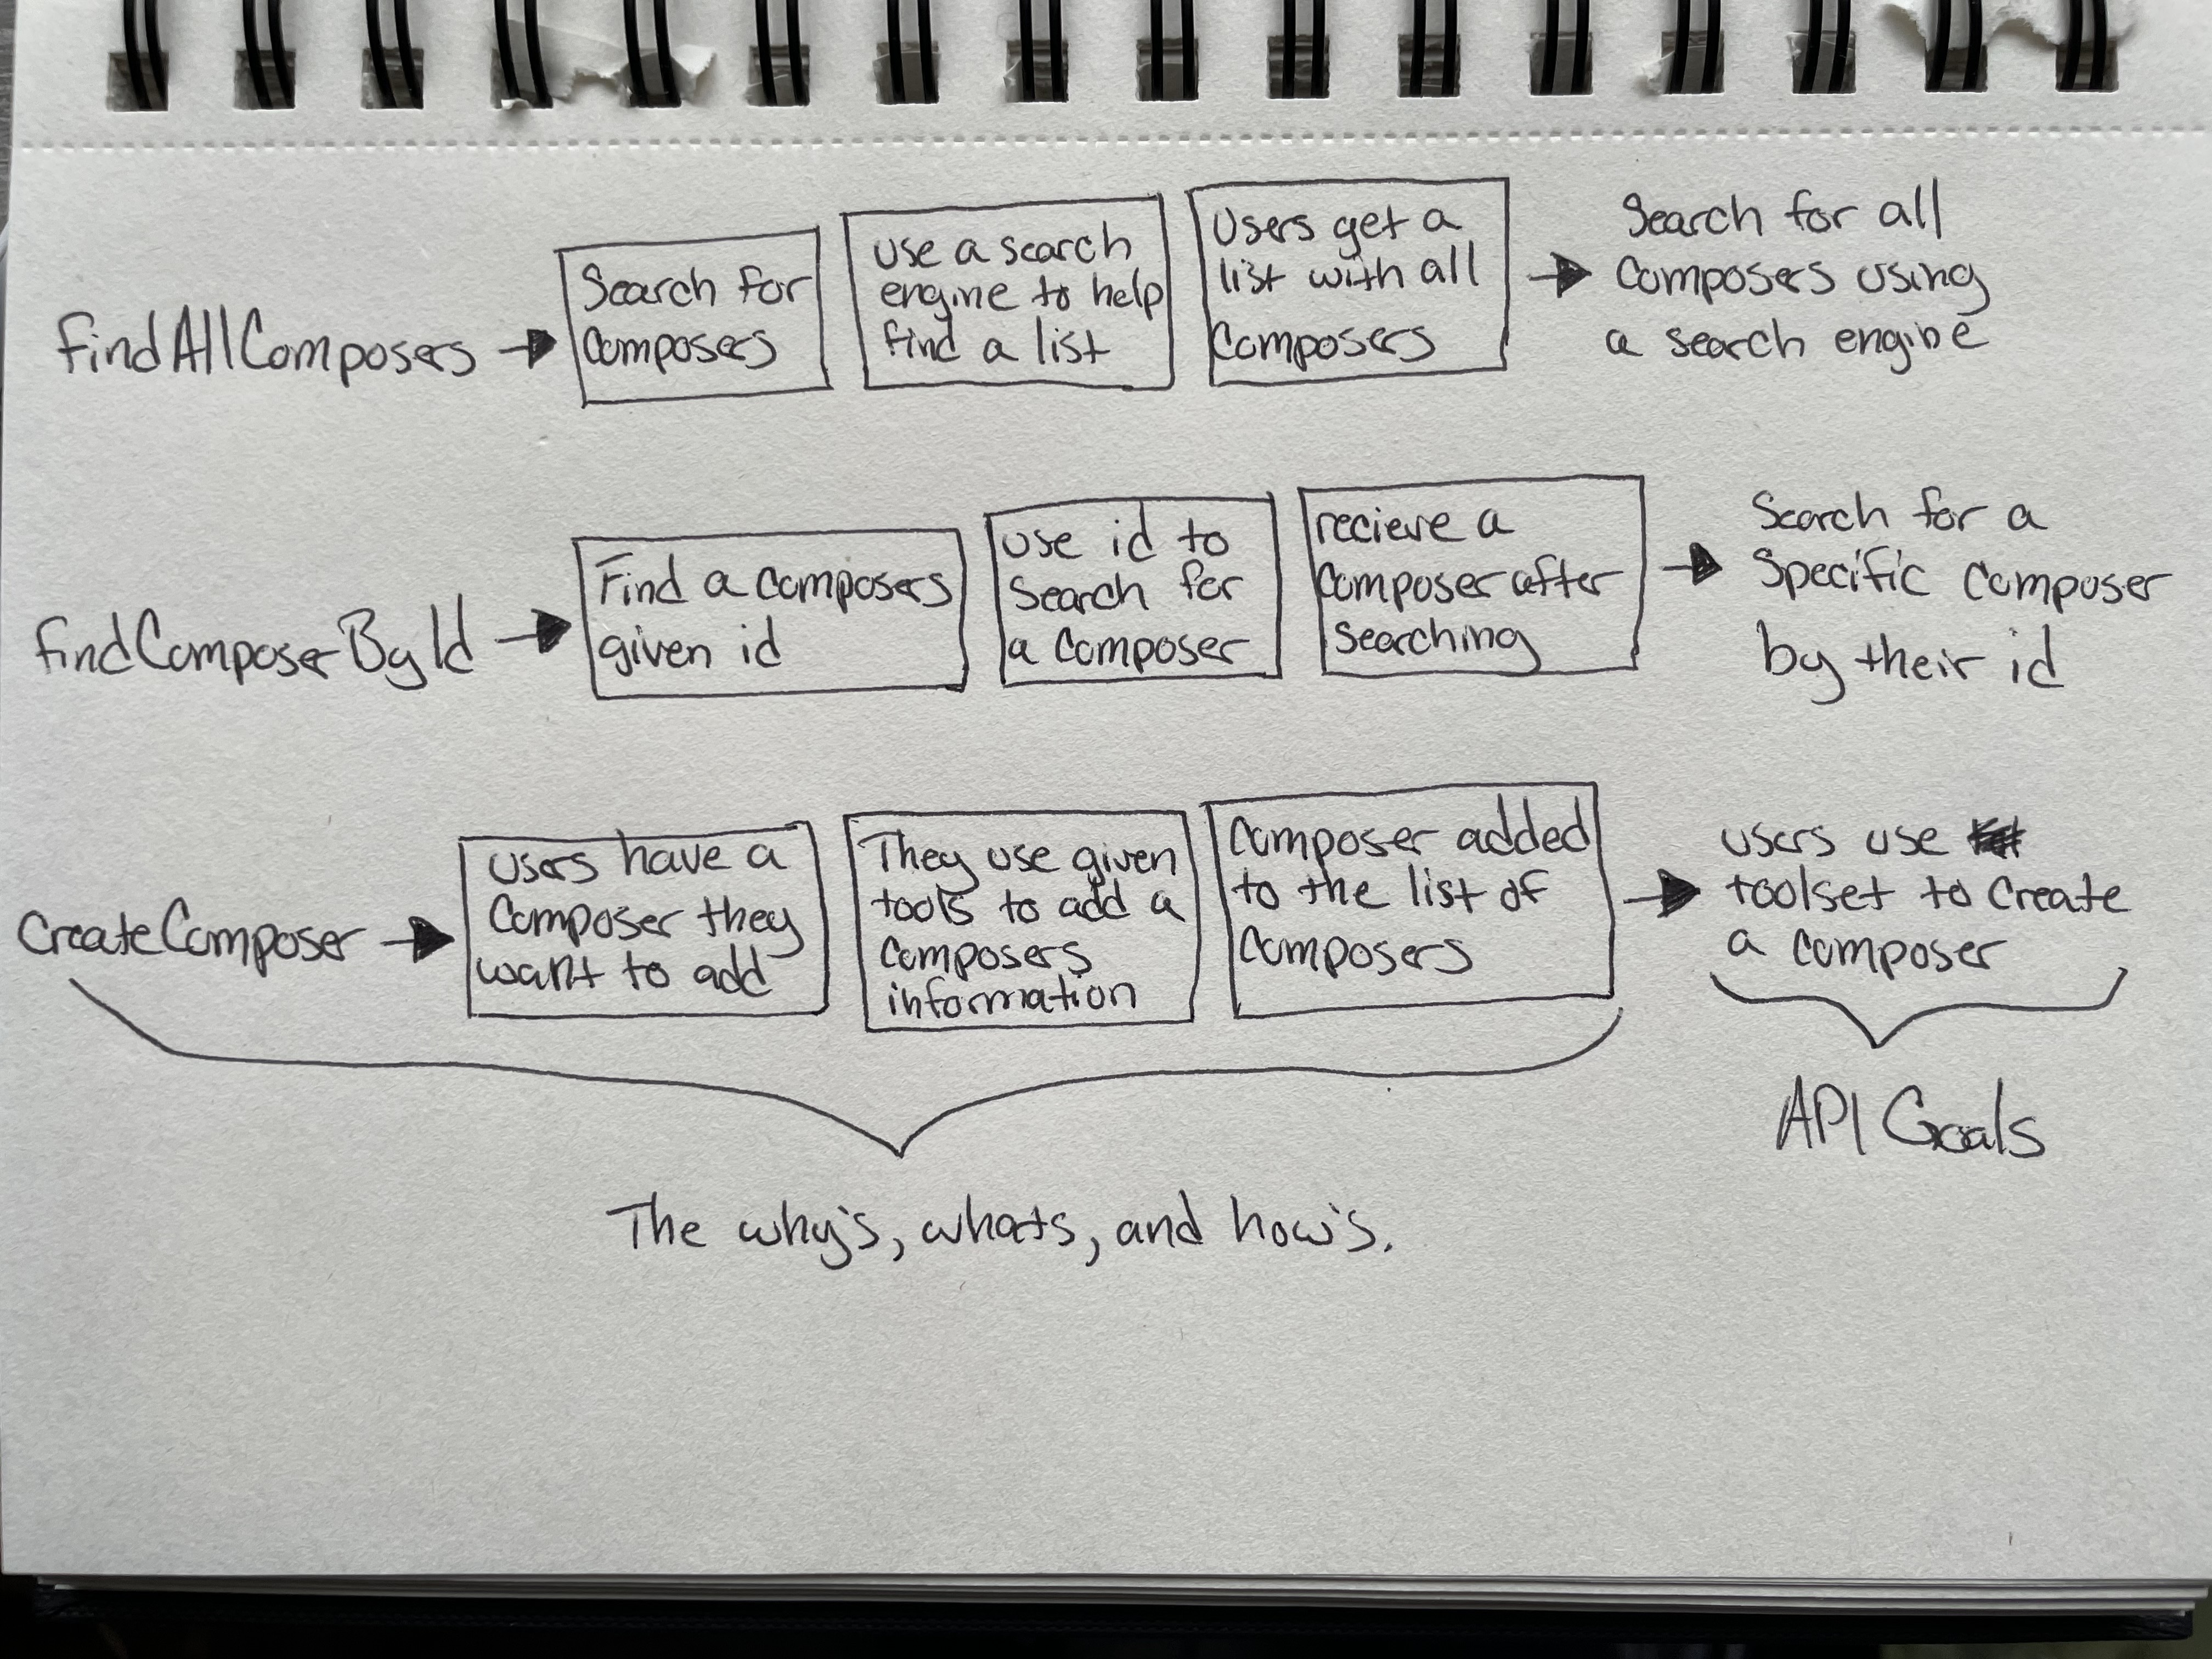 findAllComposers →
Search for
composers
use a search
engine to help
find a list
Users get a
list with all
composers
→
Search for all
composers using
a search engine
findComposerById →
Find a composers
given id
use id to
Search for
a composer
recieve a
composer after
searching
→
Search for a
Specific composer
by their id
CreateComposer →
Users have a
composer they
want to add
They use given
tools to add a
composers
information
composer added
to the list of
composers
→
users use
toolset to create
a composer
The why's, whats, and how's.
API Goals